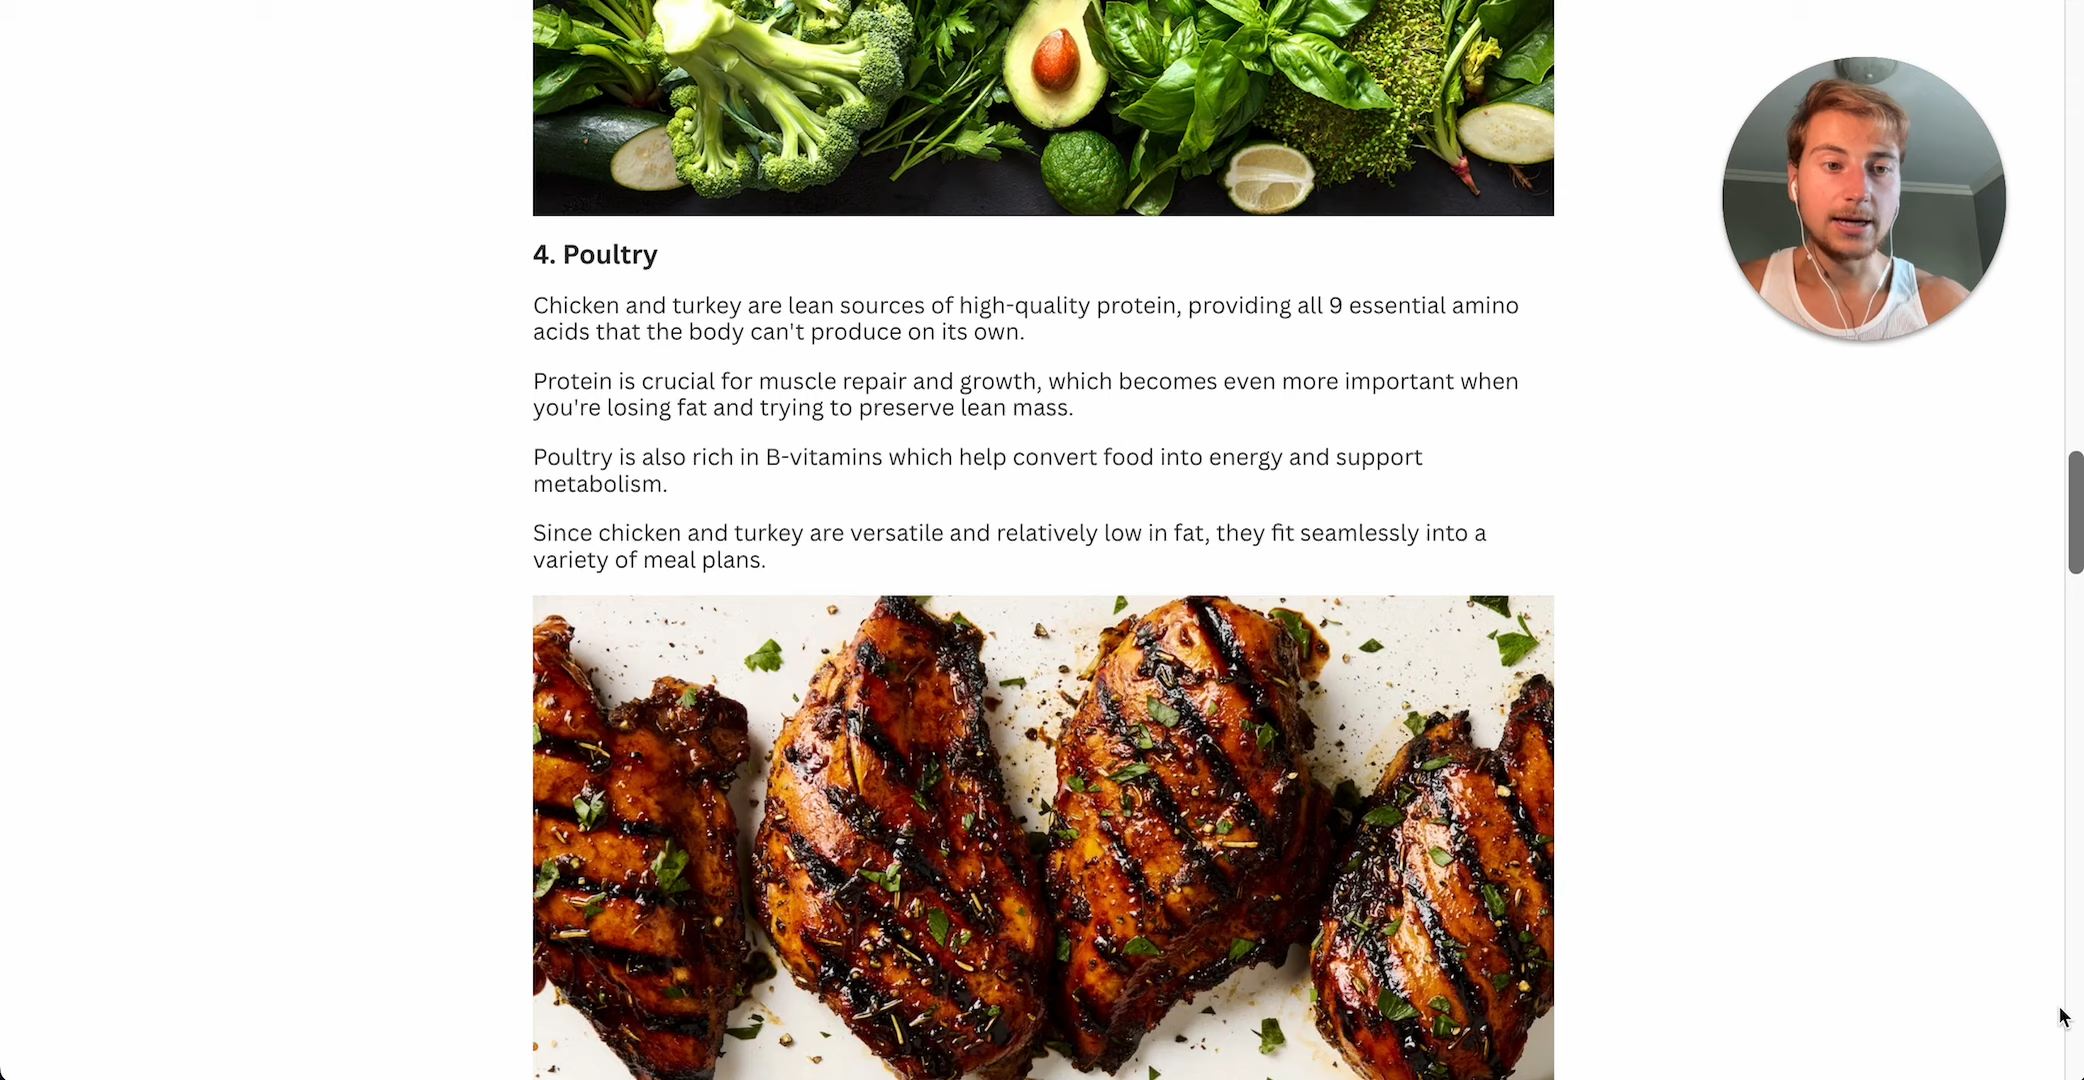 4. Poultry
Chicken and turkey are lean sources of high-quality protein, providing all 9 essential amino
acids that the body can't produce on its own.
Protein is crucial for muscle repair and growth, which becomes even more important when
you're losing fat and trying to preserve lean mass.
Poultry is also rich in B-vitamins which help convert food into energy and support
metabolism.
Since chicken and turkey are versatile and relatively low in fat, they fit seamlessly into a
variety of meal plans.